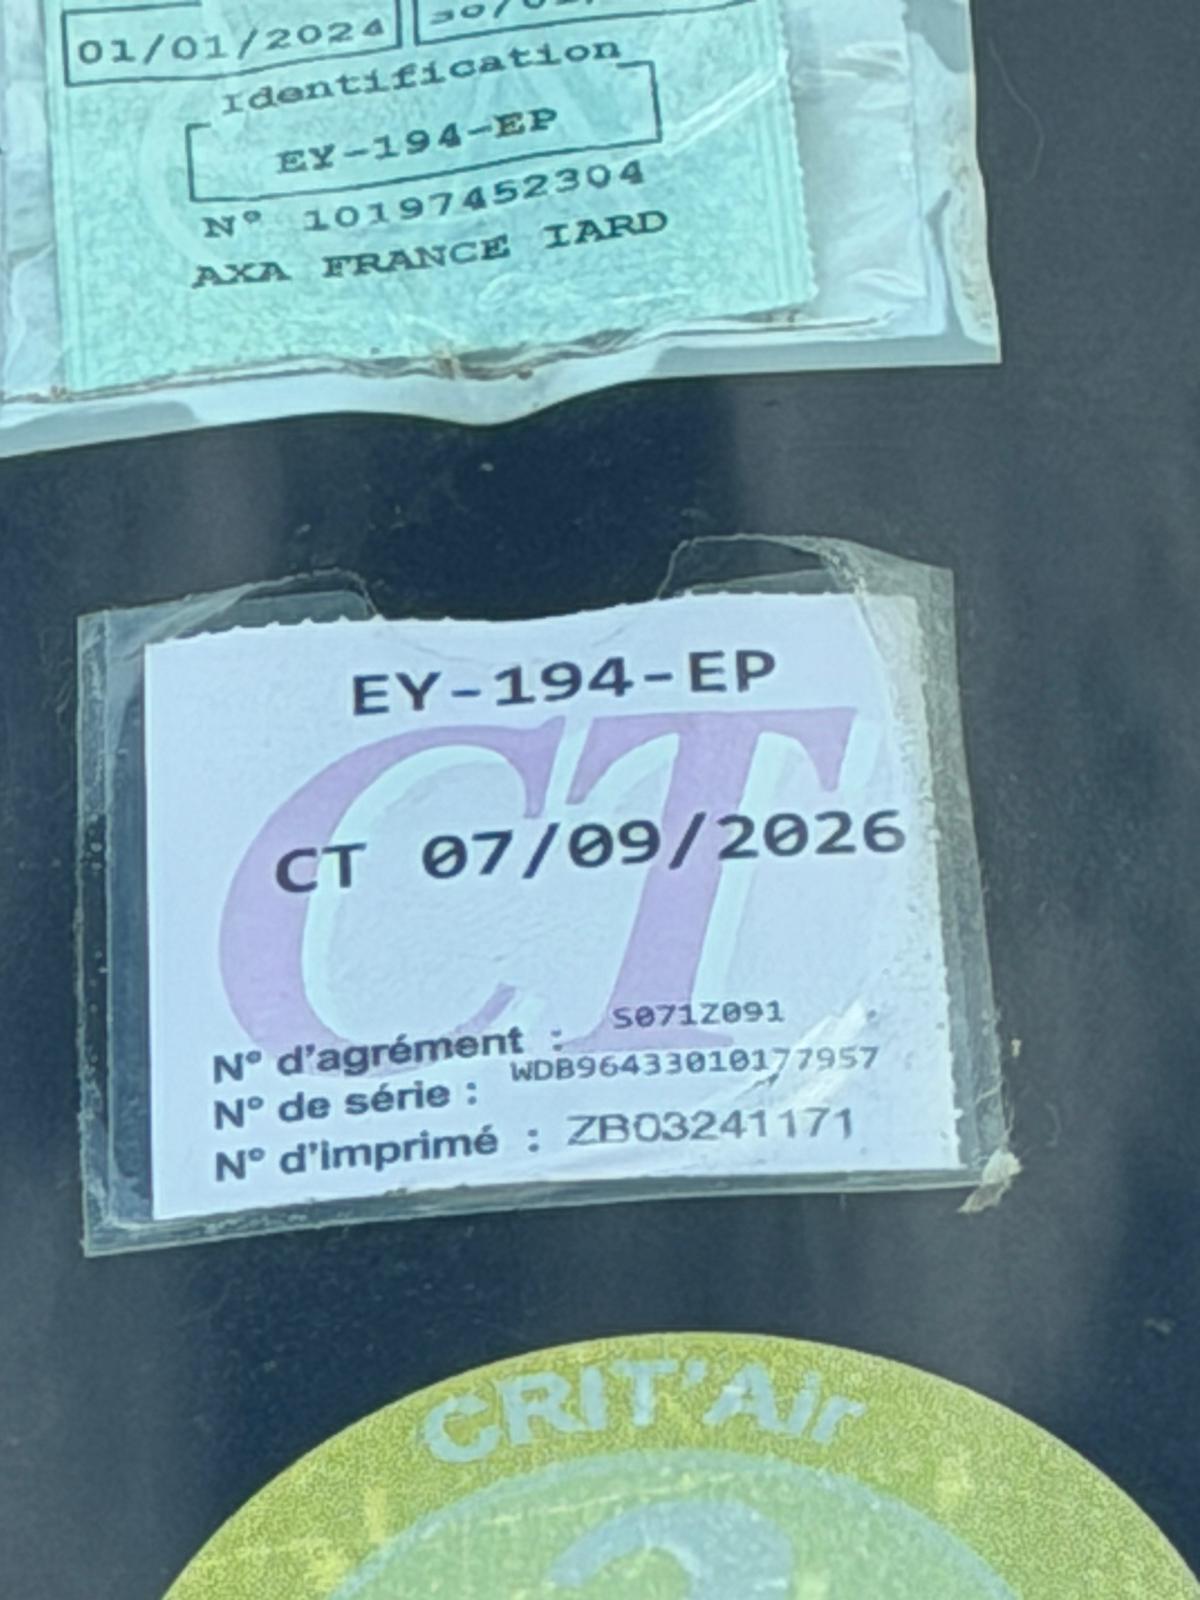 01/01/2024
Identification
EY-194-EP
N° 10197452304
AXA FRANCE IARD
EY-194-EP
CT
CT 07/09/2026
N° d'agrément : S071Z091
N° de série : WDB96433010177957
N° d'imprimé : ZB03241171
CRIT'Air